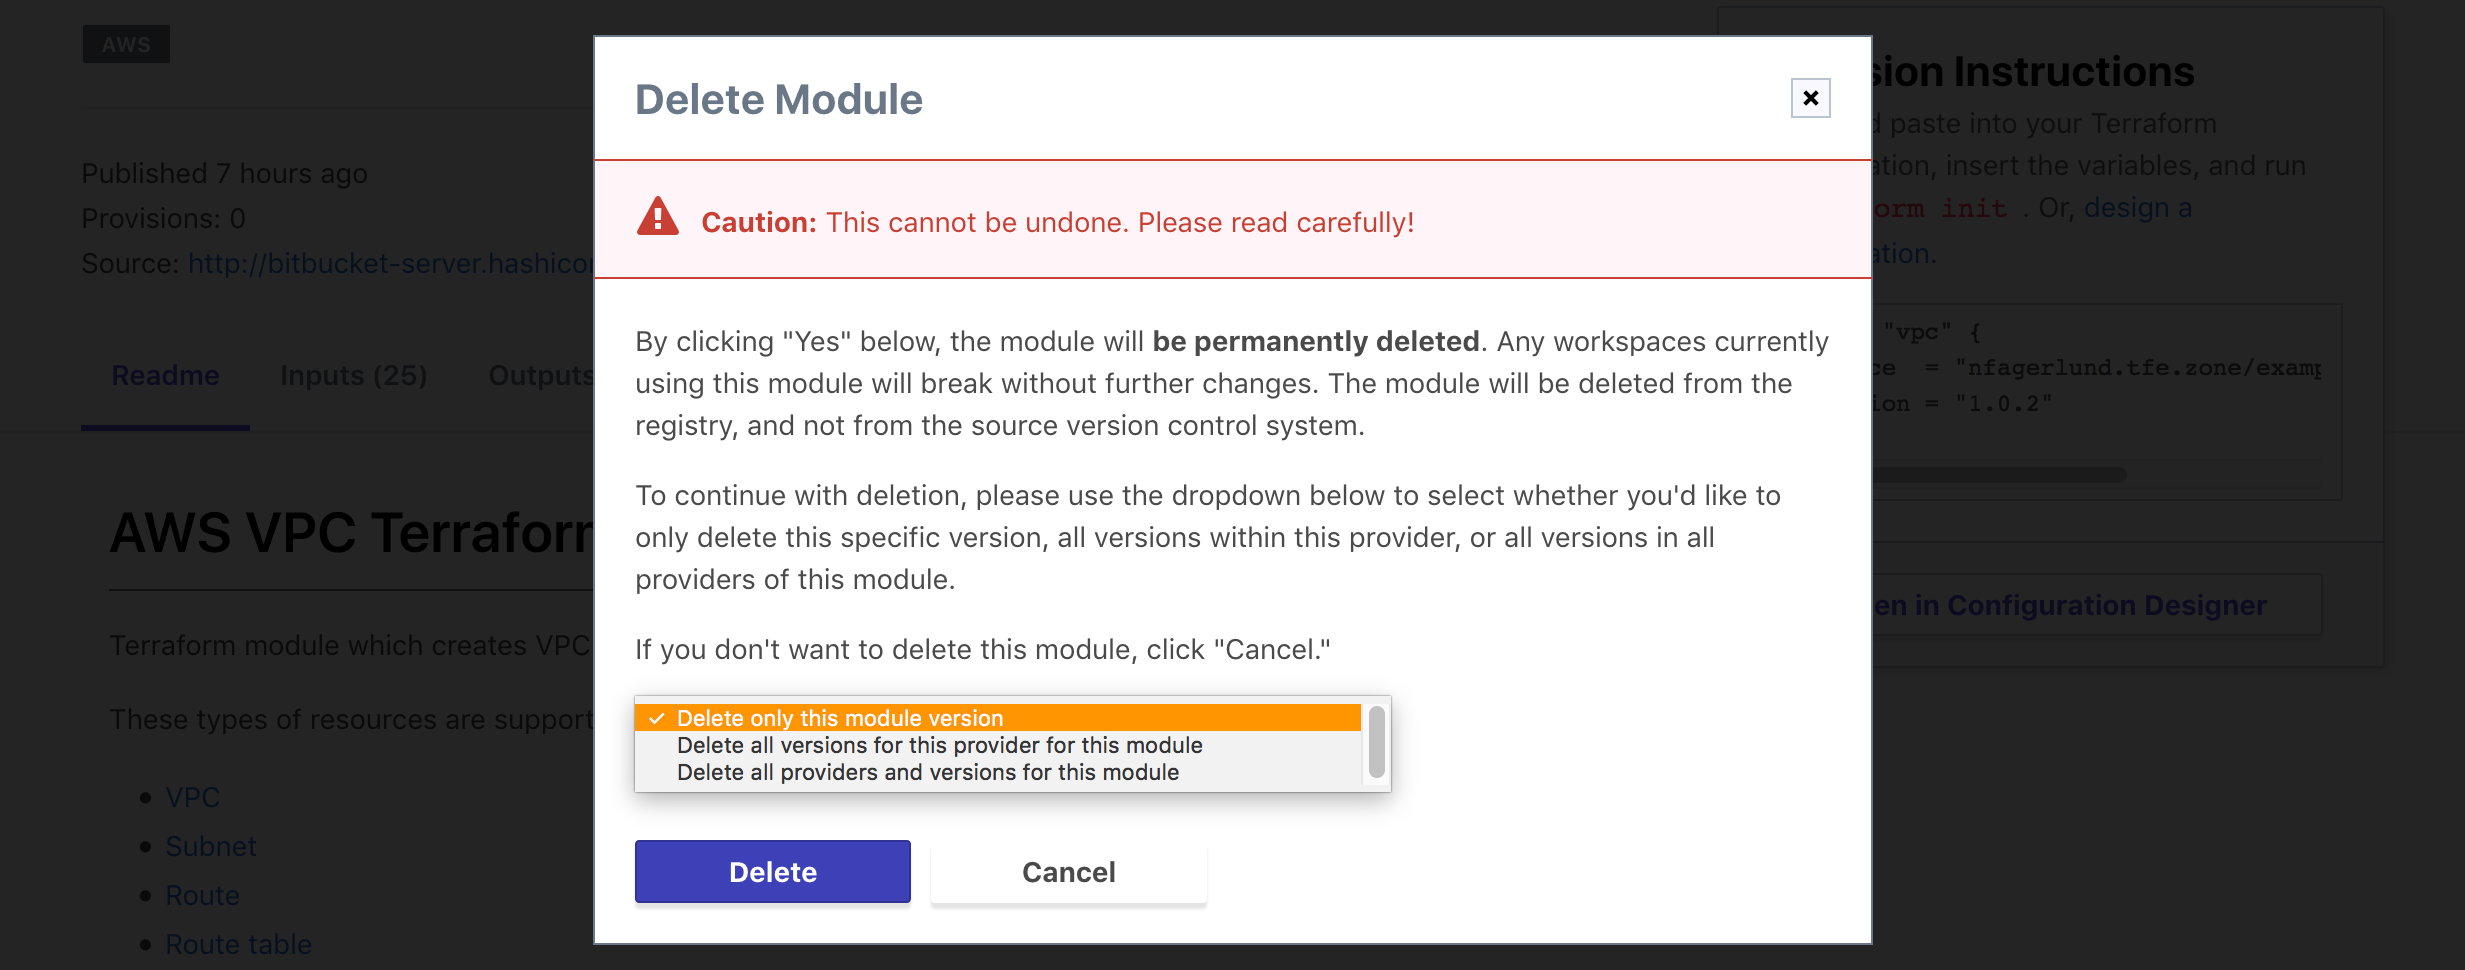 AWS
Published 7 hours ago
Provisions: 0
Source: http://bitbucket-server.hashicor
Readme
Inputs (25)
Outputs
AWS VPC Terraform
Terraform module which creates VPC
These types of resources are support
VPC
Subnet
Route
Route table
Delete Module
Caution: This cannot be undone. Please read carefully!
By clicking "Yes" below, the module will be permanently deleted. Any workspaces currently
using this module will break without further changes. The module will be deleted from the
registry, and not from the source version control system.
To continue with deletion, please use the dropdown below to select whether you'd like to
only delete this specific version, all versions within this provider, or all versions in all
providers of this module.
If you don't want to delete this module, click "Cancel."
Delete only this module version
Delete all versions for this provider for this module
Delete all providers and versions for this module
Delete
Cancel
sion Instructions
paste into your Terraform
ation, insert the variables, and run
orm init . Or, design a
ation.
"vpc" {
ce = "nfagerlund.tfe.zone/examp
ion = "1.0.2"
en in Configuration Designer